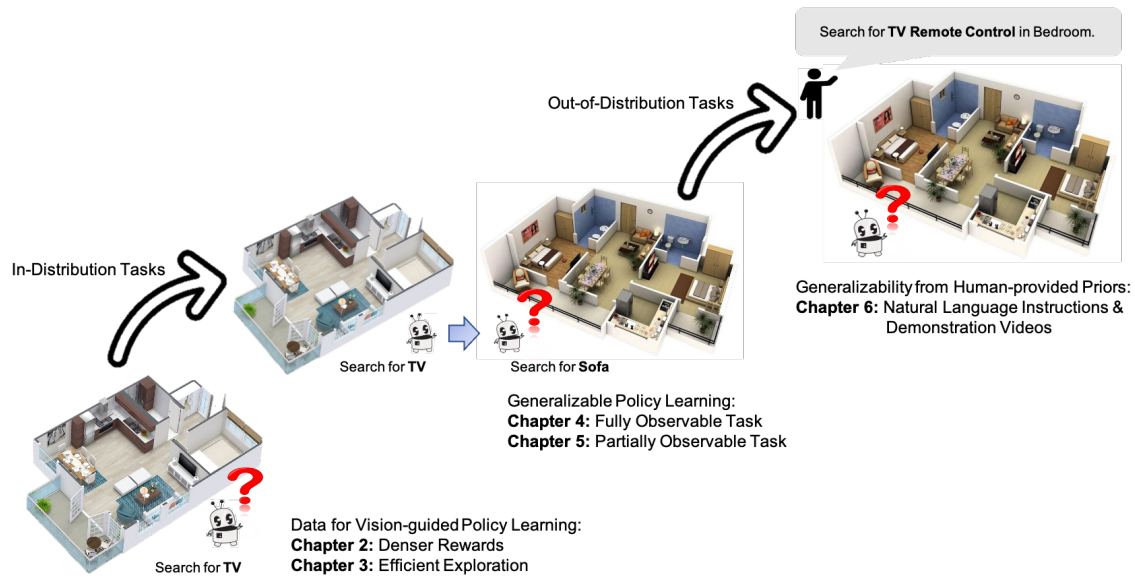 Search for TV Remote Control in Bedroom.
Out-of-Distribution Tasks
In-Distribution Tasks
Generalizability from Human-provided Priors:
Chapter 6: Natural Language Instructions &
Demonstration Videos
Search for TV
Search for Sofa
Generalizable Policy Learning:
Chapter 4: Fully Observable Task
Chapter 5: Partially Observable Task
Data for Vision-guided Policy Learning:
Chapter 2: Denser Rewards
Chapter 3: Efficient Exploration
Search for TV